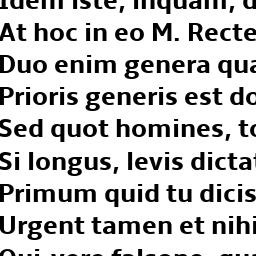 Idem iste, inquam, d
At hoc in eo M. Recte
Duo enim genera qua
Prioris generis est do
Sed quot homines, to
Si longus, levis dictat
Primum quid tu dicis
Urgent tamen et nihi
Qui-vere falsone, que